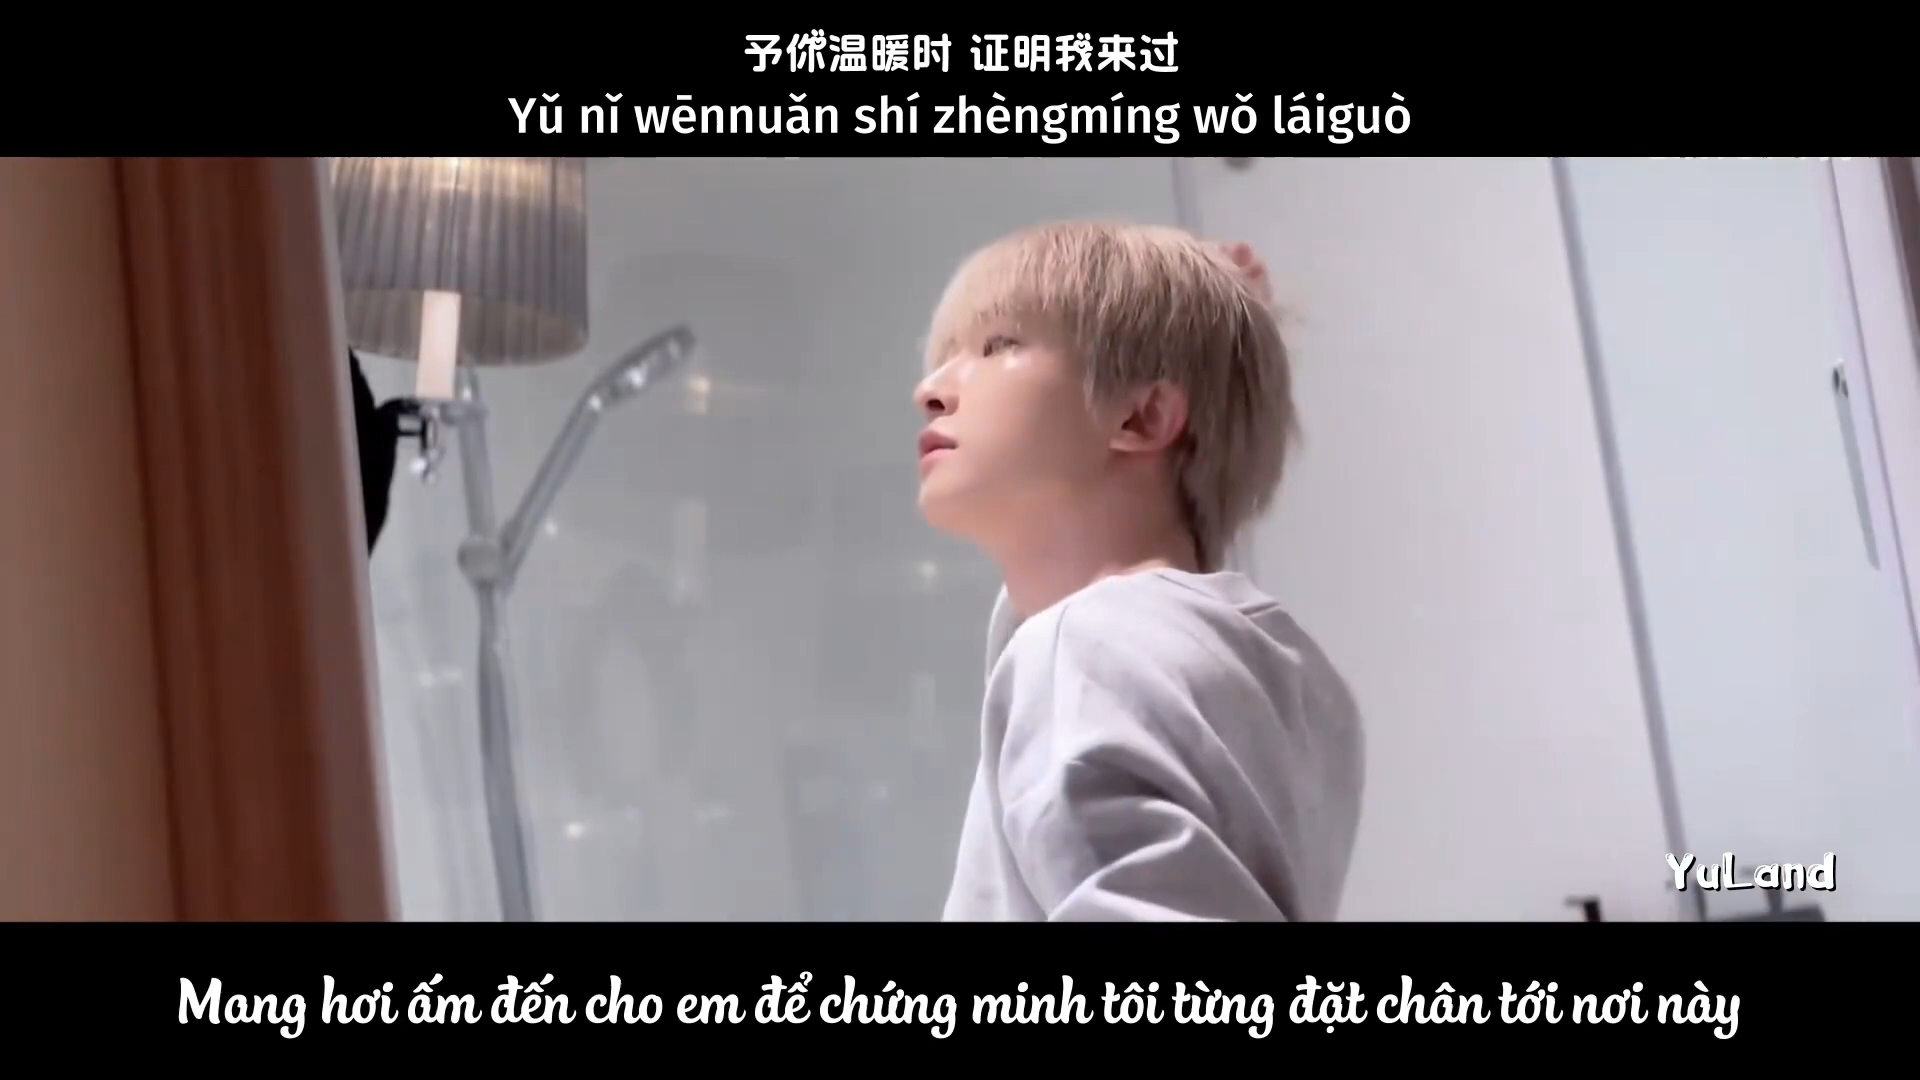 予你温暖时 证明我来过
Yǔ nǐ wēnnuǎn shí zhèngmíng wǒ láiguò
YuLand
Mang hơi ấm đến cho em để chứng minh tôi từng đặt chân tới nơi này